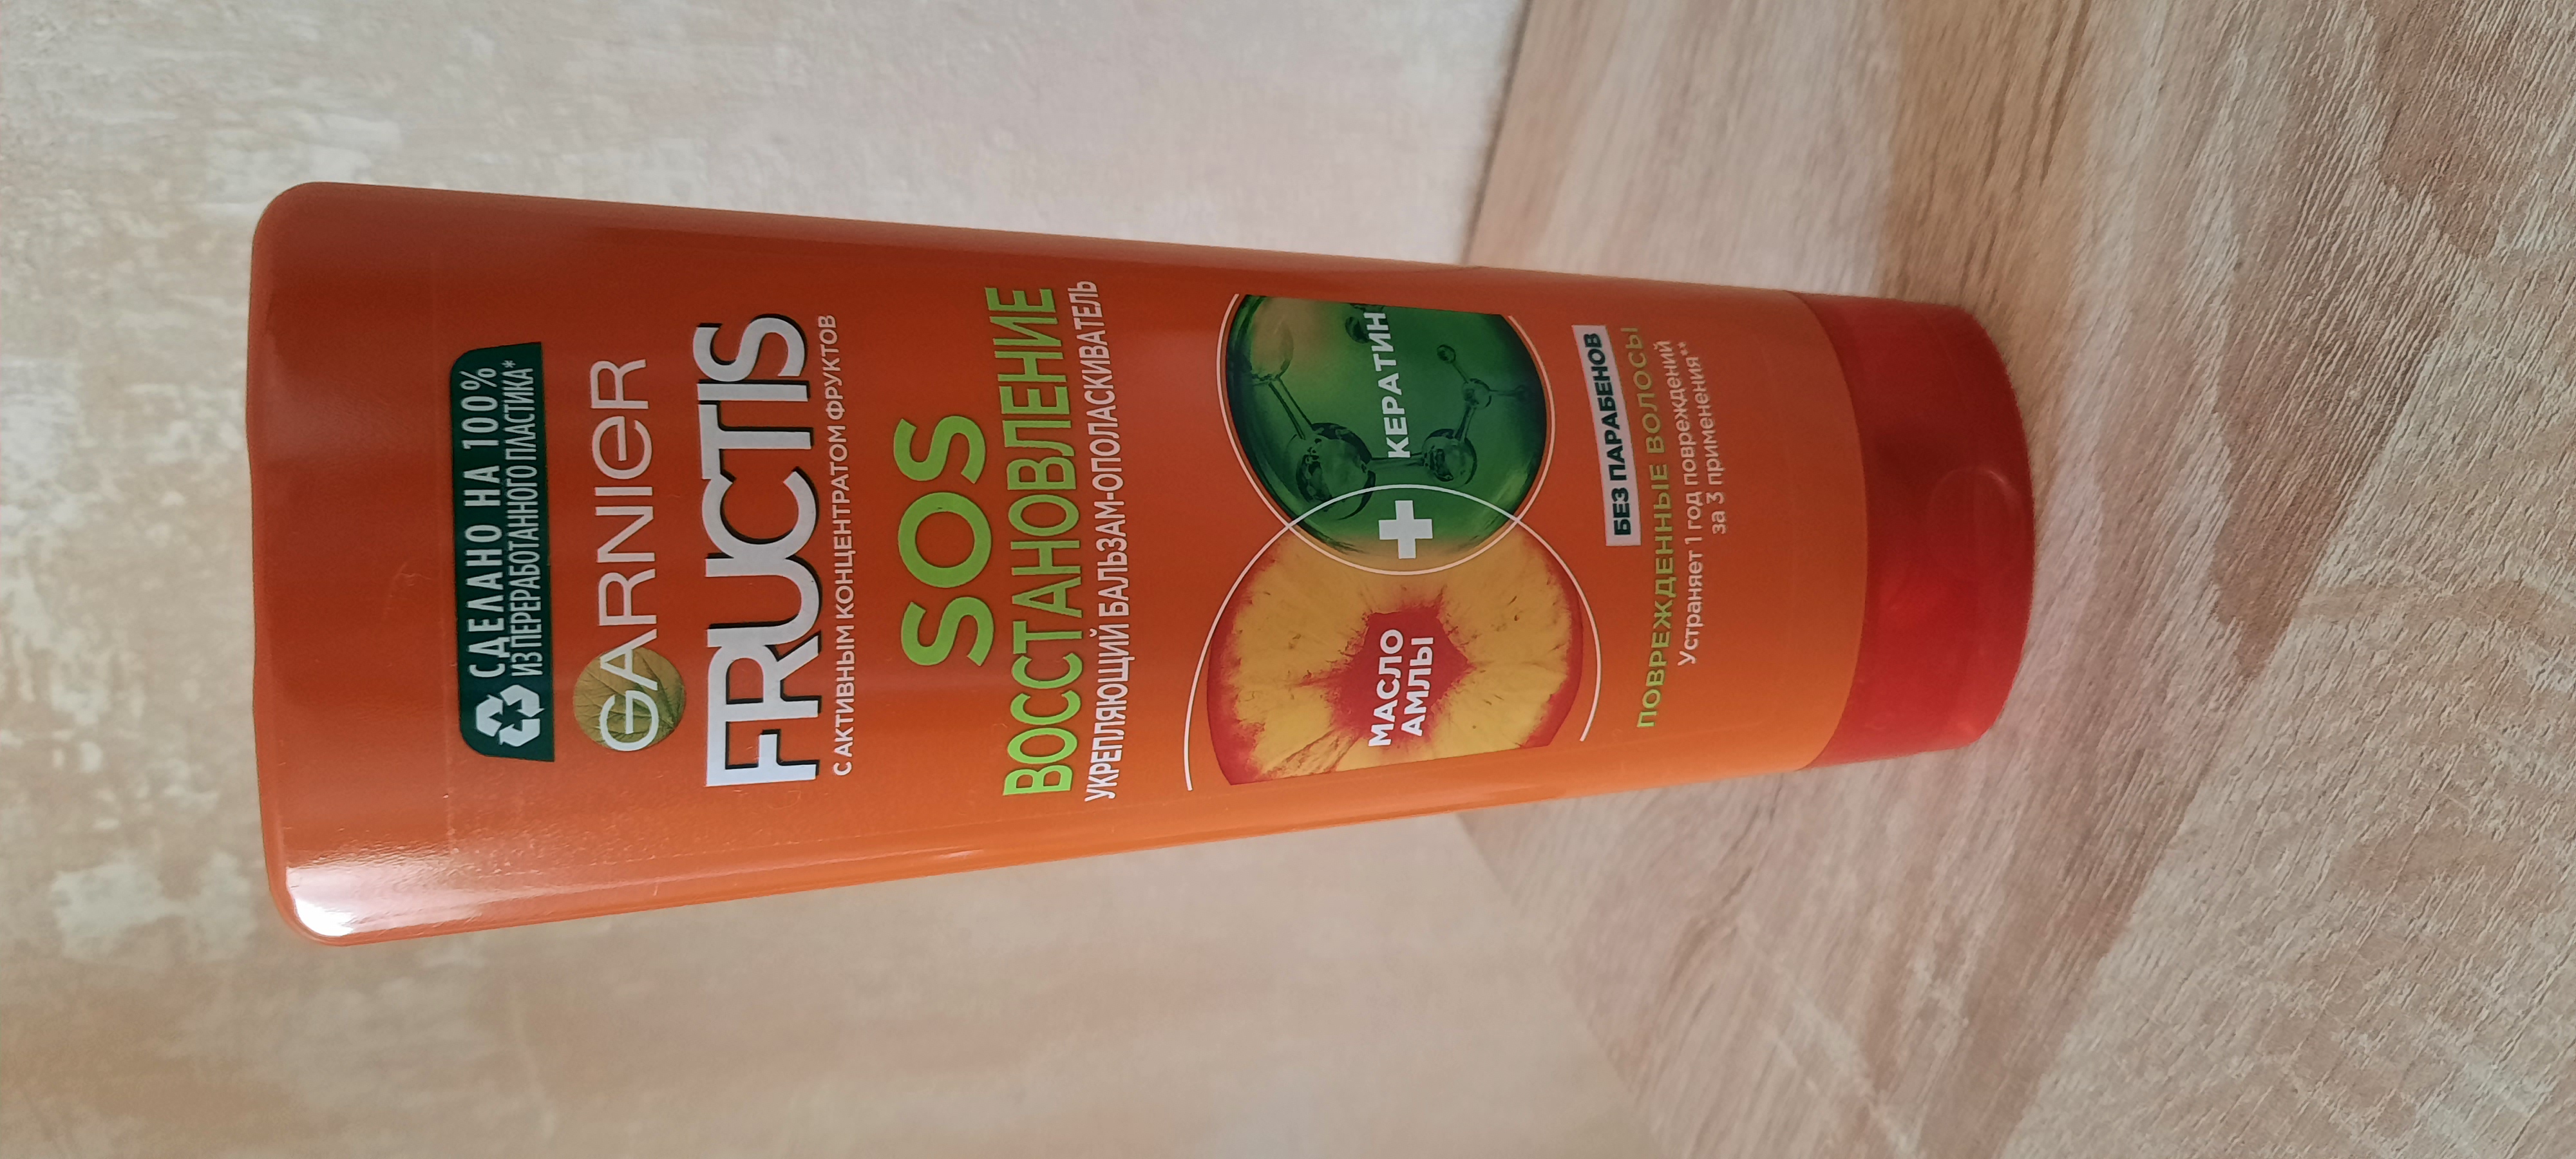 СДЕЛАНО НА 100%
ИЗ ПЕРЕРАБОТАННОГО ПЛАСТИКА*
GARNIER
FRUCTIS
С АКТИВНЫМ КОНЦЕНТРАТОМ ФРУКТОВ
SOS
ВОССТАНОВЛЕНИЕ
УКРЕПЛЯЮЩИЙ БАЛЬЗАМ-ОПОЛАСКИВАТЕЛЬ
МАСЛО
АМЛЫ
+ КЕРАТИН
БЕЗ ПАРАБЕНОВ
ПОВРЕЖДЕННЫЕ ВОЛОСЫ
Устраняет 1 год повреждений
за 3 применения**